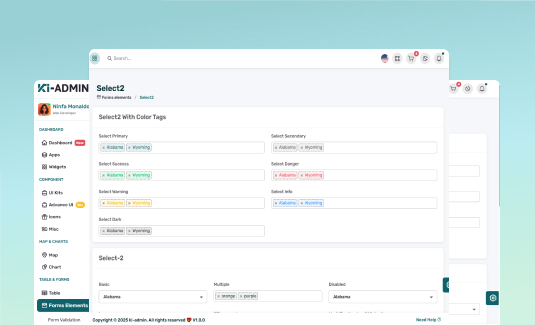 Search...
Ki-ADMIN
Ninfa Monaldo
Web Developer
DASHBOARD
Dashboard
Apps
Widgets
COMPONENT
UI Kits
Advance UI
Icons
Misc
MAP & CHARTS
Map
Chart
TABLE & FORMS
Table
Forms Elements
Form Validation
Select2
Forms elements / Select2
Select2 With Color Tags
Select Primary
× Alabama × Wyoming
Select Secondary
× Alabama × Wyoming
Select Success
× Alabama × Wyoming
Select Danger
× Alabama × Wyoming
Select Warning
× Alabama × Wyoming
Select Info
× Alabama × Wyoming
Select Dark
× Alabama × Wyoming
Select-2
Basic
Alabama
Multiple
× orange × purple
Disabled
Alabama
Copyright © 2025 ki-admin. All rights reserved V1.0.0
Need Help